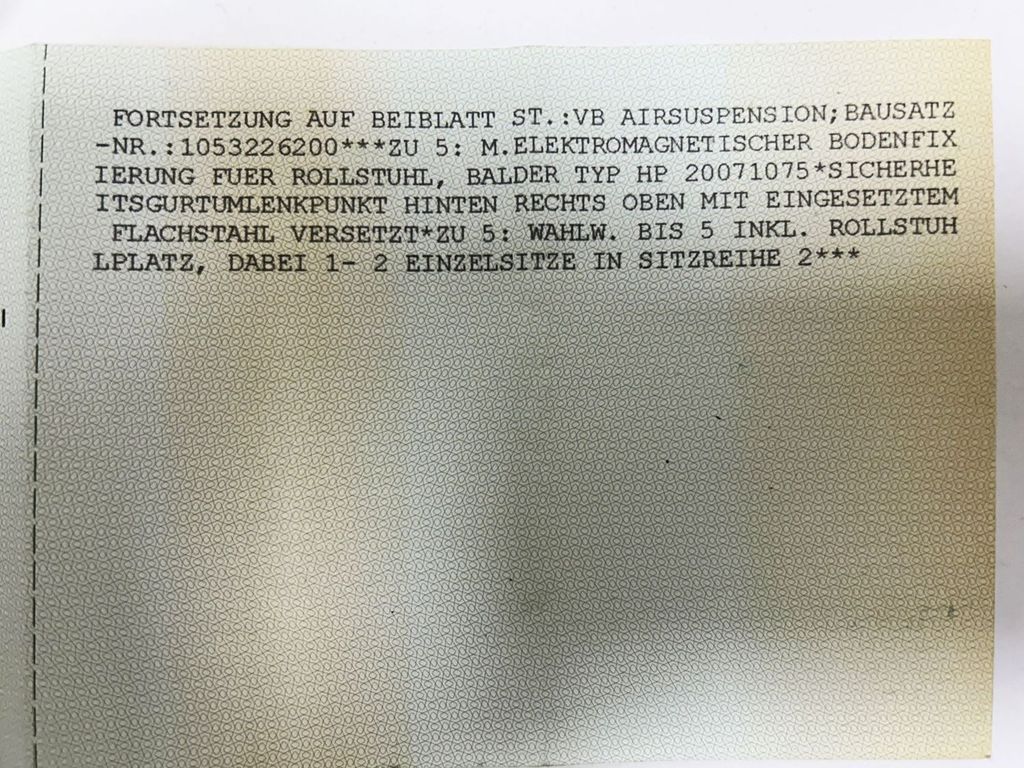 FORTSETZUNG AUF BEIBLATT ST.:VB AIRSUSPENSION;BAUSATZ
-NR.:1053226200***ZU 5: M.ELEKTROMAGNETISCHER BODENFIX
IERUNG FUER ROLLSTUHL, BALDER TYP HP 20071075*SICHERHE
ITSGURTUMLENKPUNKT HINTEN RECHTS OBEN MIT EINGESETZTEM
FLACHSTAHL VERSETZT*ZU 5: WAHLW. BIS 5 INKL. ROLLSTUH
LPLATZ, DABEI 1- 2 EINZELSITZE IN SITZREIHE 2***